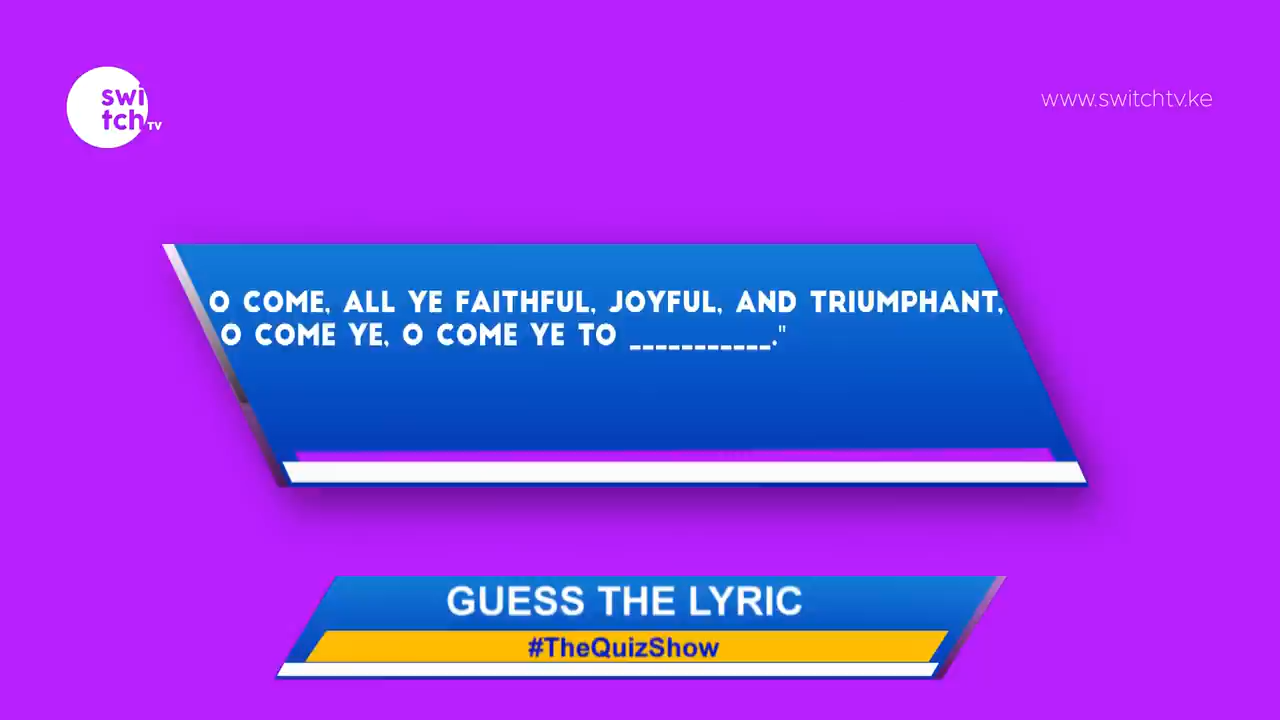 swi
tch TV
www.switchtv.ke
O COME, ALL YE FAITHFUL, JOYFUL, AND TRIUMPHANT,
O COME YE, O COME YE TO ___________."
GUESS THE LYRIC
#TheQuizShow